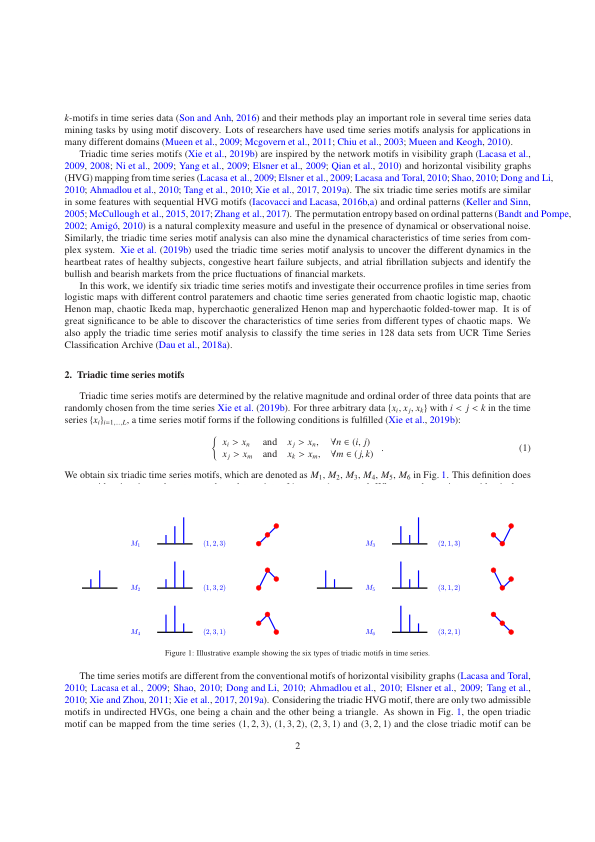 k-motifs in time series data (Son and Anh, 2016) and their methods play an important role in several time series data
mining tasks by using motif discovery. Lots of researchers have used time series motifs analysis for applications in
many different domains (Mueen et al., 2009; Mcgovern et al., 2011; Chiu et al., 2003; Mueen and Keogh, 2010).
Triadic time series motifs (Xie et al., 2019b) are inspired by the network motifs in visibility graph (Lacasa et al.,
2009, 2008; Ni et al., 2009; Yang et al., 2009; Elsner et al., 2009; Qian et al., 2010) and horizontal visibility graphs
(HVG) mapping from time series (Lacasa et al., 2009; Elsner et al., 2009; Lacasa and Toral, 2010; Shao, 2010; Dong and Li,
2010; Ahmadlou et al., 2010; Tang et al., 2010; Xie et al., 2017, 2019a). The six triadic time series motifs are similar
in some features with sequential HVG motifs (Iacovacci and Lacasa, 2016b,a) and ordinal patterns (Keller and Sinn,
2005; McCullough et al., 2015, 2017; Zhang et al., 2017). The permutation entropy based on ordinal patterns (Bandt and Pompe,
2002; Amigó, 2010) is a natural complexity measure and useful in the presence of dynamical or observational noise.
Similarly, the triadic time series motif analysis can also mine the dynamical characteristics of time series from com-
plex system. Xie et al. (2019b) used the triadic time series motif analysis to uncover the different dynamics in the
heartbeat rates of healthy subjects, congestive heart failure subjects, and atrial fibrillation subjects and identify the
bullish and bearish markets from the price fluctuations of financial markets.
In this work, we identify six triadic time series motifs and investigate their occurrence profiles in time series from
logistic maps with different control paratemers and chaotic time series generated from chaotic logistic map, chaotic
Henon map, chaotic Ikeda map, hyperchaotic generalized Henon map and hyperchaotic folded-tower map. It is of
great significance to be able to discover the characteristics of time series from different types of chaotic maps. We
also apply the triadic time series motif analysis to classify the time series in 128 data sets from UCR Time Series
Classification Archive (Dau et al., 2018a).
2. Triadic time series motifs
Triadic time series motifs are determined by the relative magnitude and ordinal order of three data points that are
randomly chosen from the time series Xie et al. (2019b). For three arbitrary data {x_i, x_j, x_k} with i < j < k in the time
series {x_i}_{i=1,...,L}, a time series motif forms if the following conditions is fulfilled (Xie et al., 2019b):
{ x_i > x_n and x_j > x_n, ∀n ∈ (i, j)
x_j > x_m and x_k > x_m, ∀m ∈ (j, k) . (1)
We obtain six triadic time series motifs, which are denoted as M1, M2, M3, M4, M5, M6 in Fig. 1. This definition does
M1 (1, 2, 3) M3 (2, 1, 3)
M2 (1, 3, 2) M5 (3, 1, 2)
M4 (2, 3, 1) M6 (3, 2, 1)
Figure 1: Illustrative example showing the six types of triadic motifs in time series.
The time series motifs are different from the conventional motifs of horizontal visibility graphs (Lacasa and Toral,
2010; Lacasa et al., 2009; Shao, 2010; Dong and Li, 2010; Ahmadlou et al., 2010; Elsner et al., 2009; Tang et al.,
2010; Xie and Zhou, 2011; Xie et al., 2017, 2019a). Considering the triadic HVG motif, there are only two admissible
motifs in undirected HVGs, one being a chain and the other being a triangle. As shown in Fig. 1, the open triadic
motif can be mapped from the time series (1, 2, 3), (1, 3, 2), (2, 3, 1) and (3, 2, 1) and the close triadic motif can be
2